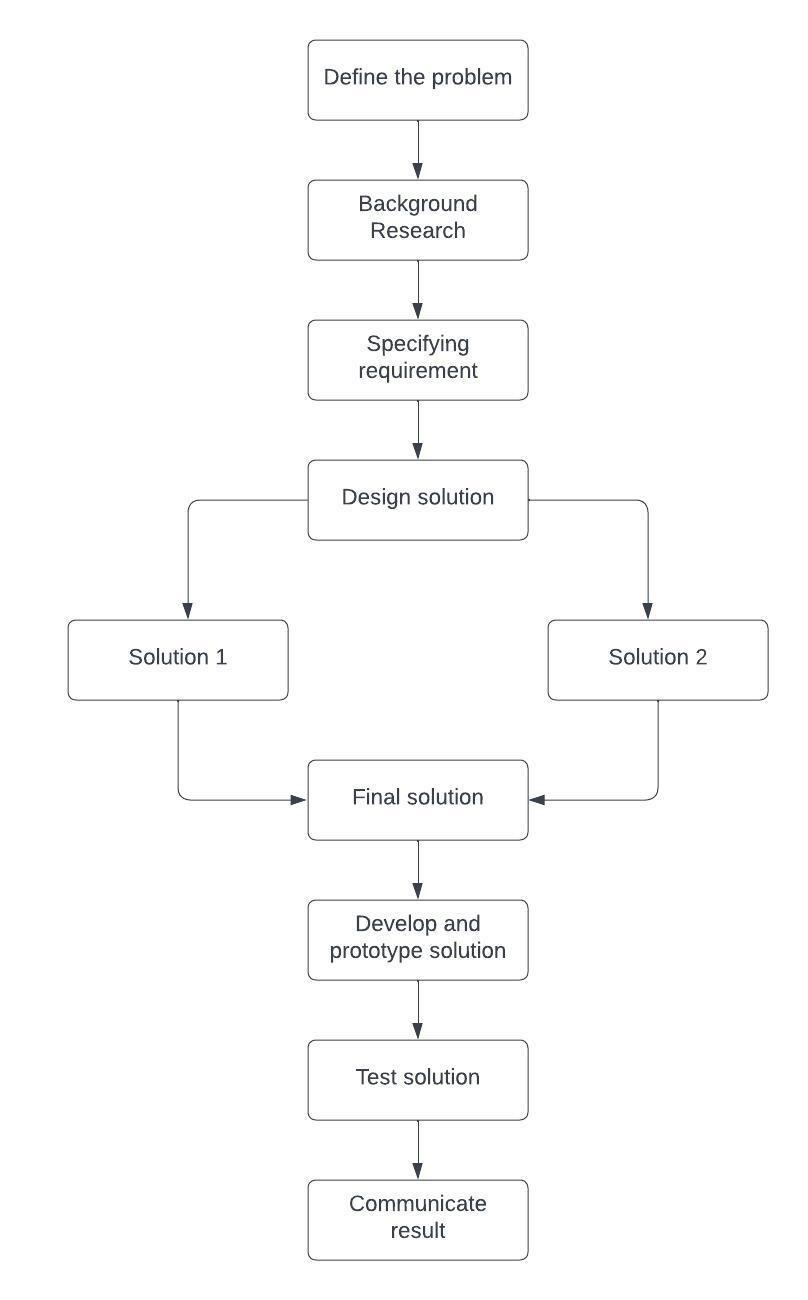 Define the problem
Background
Research
Specifying
requirement
Design solution
Solution 1
Solution 2
Final solution
Develop and
prototype solution
Test solution
Communicate
result